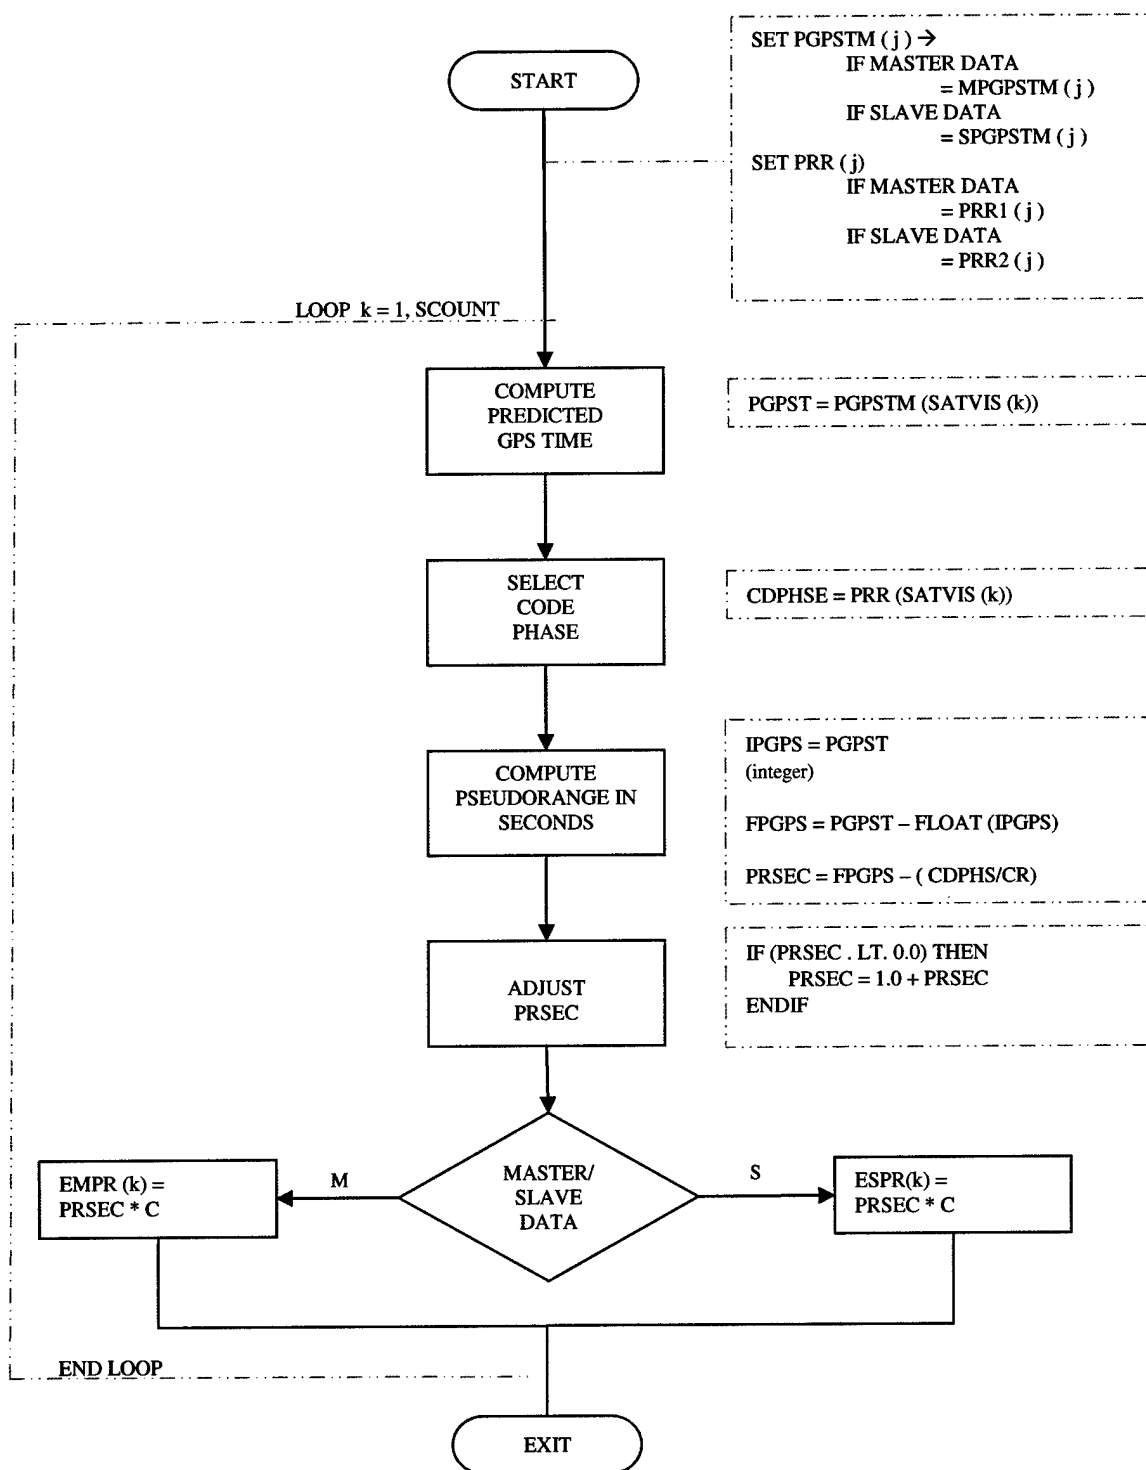 START
SET PGPSTM ( j ) →
IF MASTER DATA
= MPGPSTM ( j )
IF SLAVE DATA
= SPGPSTM ( j )
SET PRR ( j)
IF MASTER DATA
= PRR1 ( j )
IF SLAVE DATA
= PRR2 ( j )
LOOP k = 1, SCOUNT
COMPUTE
PREDICTED
GPS TIME
PGPST = PGPSTM (SATVIS (k))
SELECT
CODE
PHASE
CDPHSE = PRR (SATVIS (k))
COMPUTE
PSEUDORANGE IN
SECONDS
IPGPS = PGPST
(integer)
FPGPS = PGPST – FLOAT (IPGPS)
PRSEC = FPGPS – ( CDPHS/CR)
ADJUST
PRSEC
IF (PRSEC . LT. 0.0) THEN
PRSEC = 1.0 + PRSEC
ENDIF
MASTER/
SLAVE
DATA
M
S
EMPR (k) =
PRSEC * C
ESPR(k) =
PRSEC * C
END LOOP
EXIT